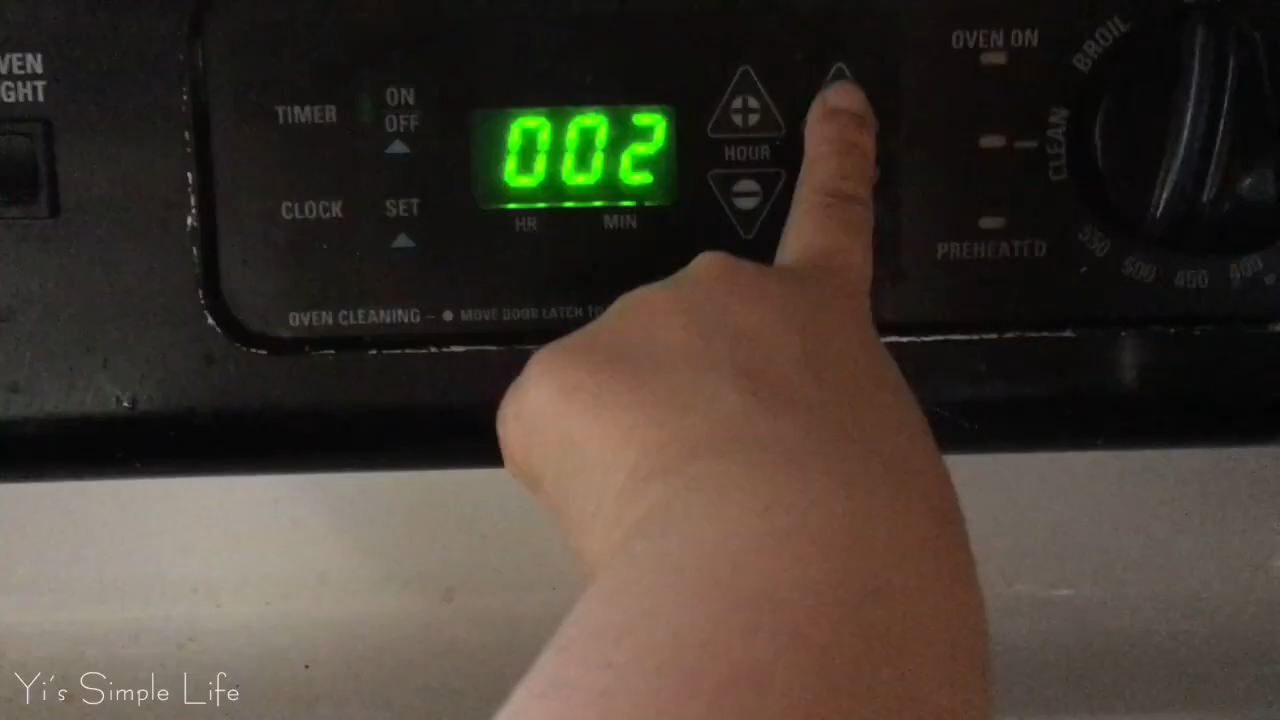 VEN
GHT
TIMER
ON
OFF
CLOCK
SET
002
HR MIN
HOUR
OVEN CLEANING – ● MOVE DOOR LATCH TO
OVEN ON
CLEAN
PREHEATED
BROIL
550
500
450
400
Yi's Simple Life